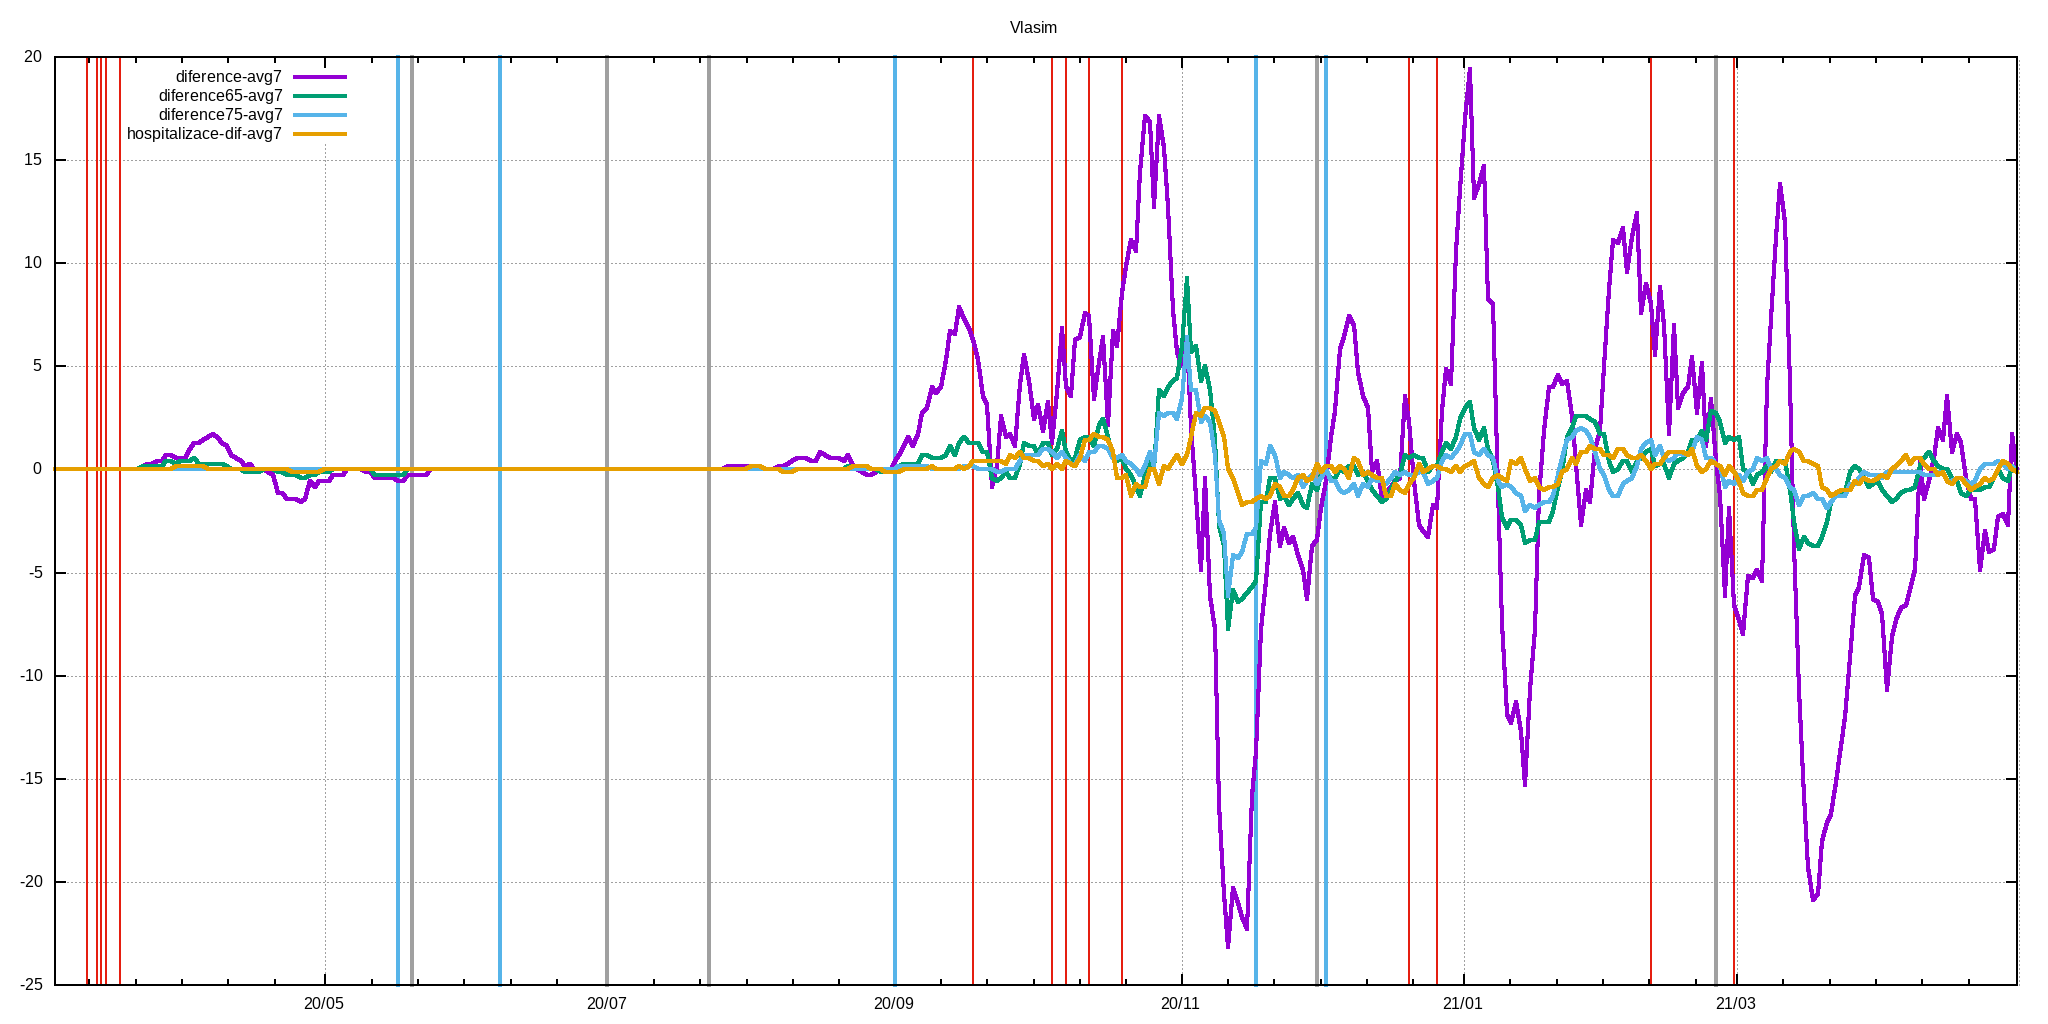 Vlasim
20
diference-avg7
diference65-avg7
diference75-avg7
hospitalizace-dif-avg7
15
10
5
0
-5
-10
-15
-20
-25
20/05 20/07 20/09 20/11 21/01 21/03